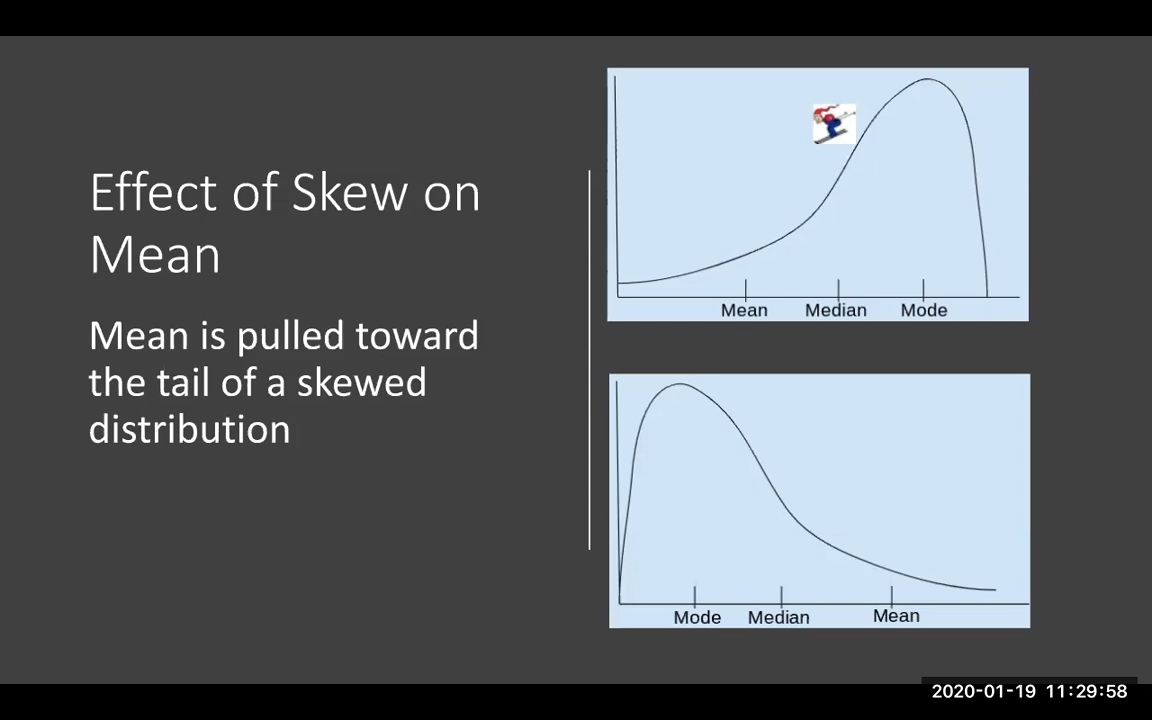 Effect of Skew on
Mean
Mean is pulled toward
the tail of a skewed
distribution
Mean Median Mode
Mode Median Mean
2020-01-19 11:29:58